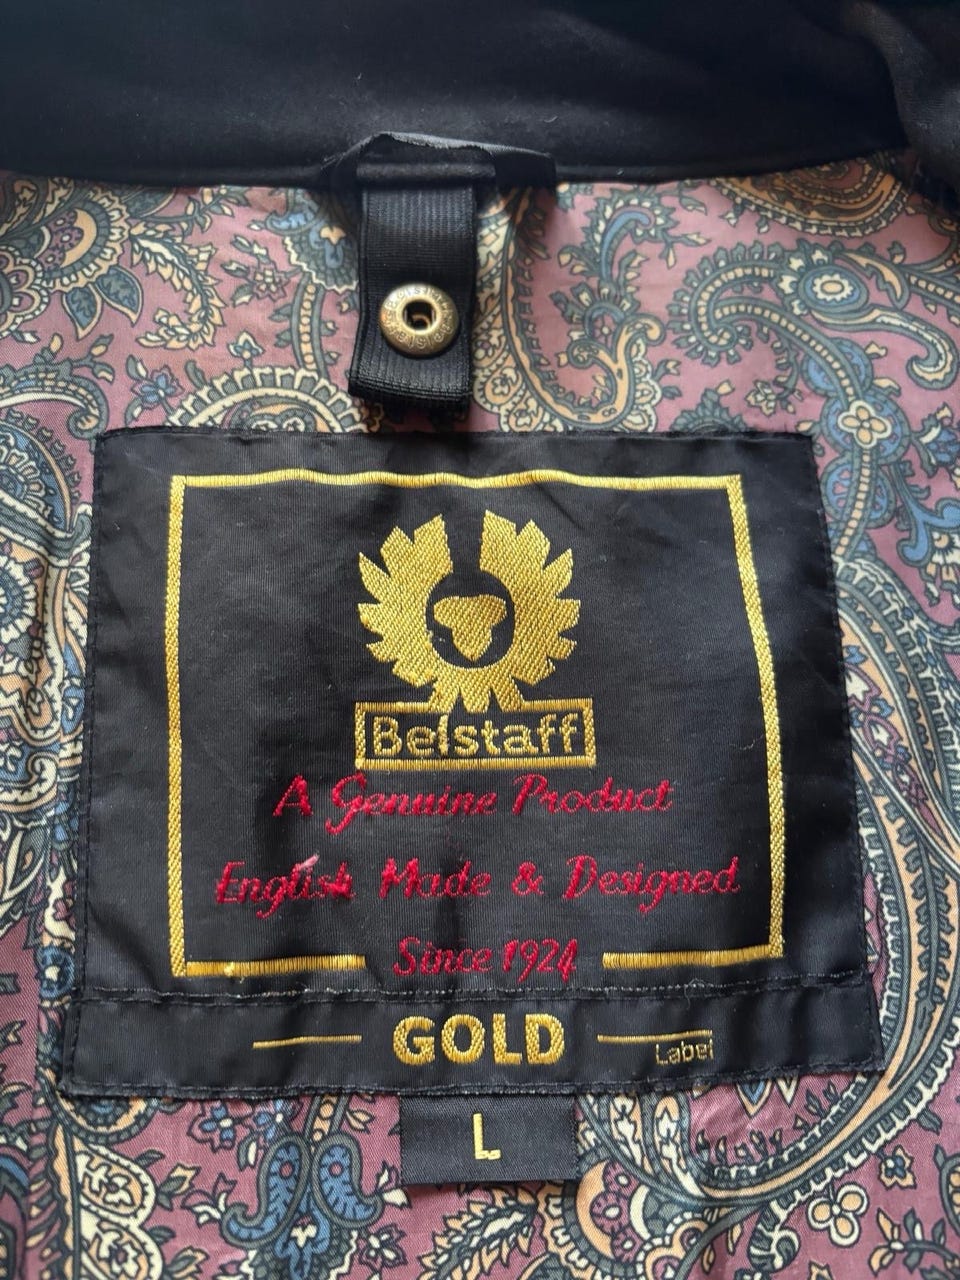 Belstaff
A Genuine Product
English Made & Designed
Since 1924
GOLD
Label
L